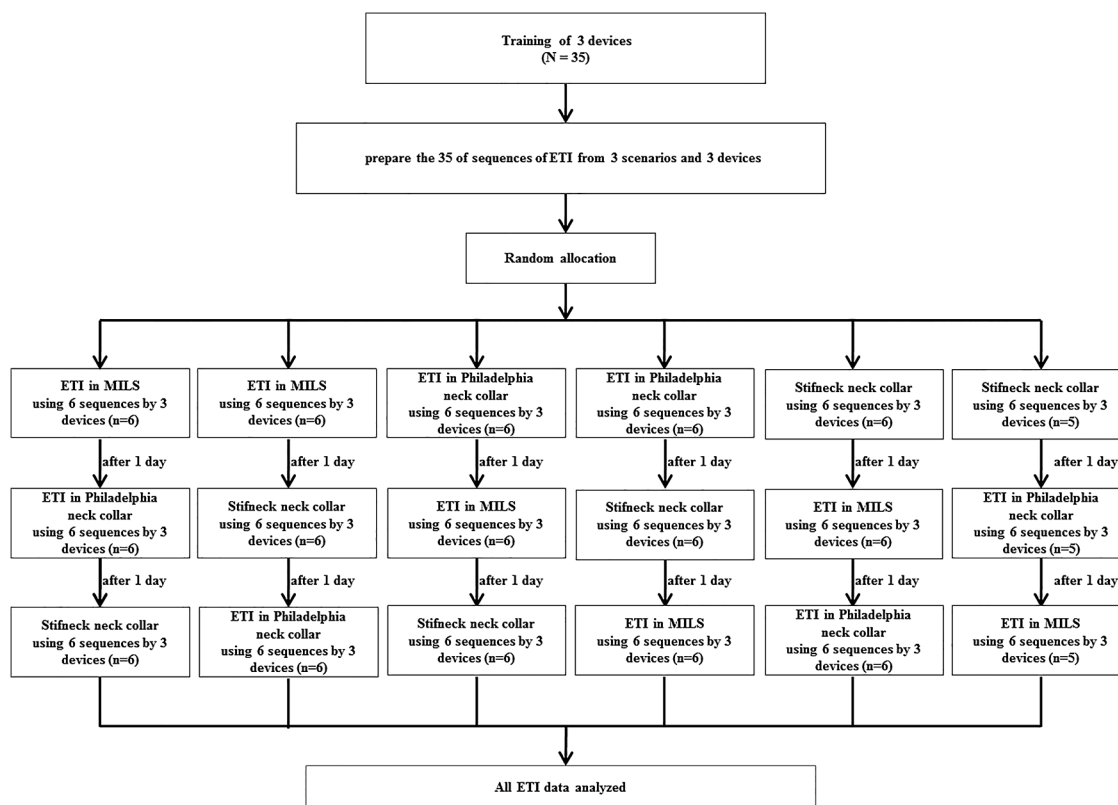 Training of 3 devices
(N = 35)
prepare the 35 of sequences of ETI from 3 scenarios and 3 devices
Random allocation
ETI in MILS
using 6 sequences by 3
devices (n=6)
ETI in MILS
using 6 sequences by 3
devices (n=6)
ETI in Philadelphia
neck collar
using 6 sequences by 3
devices (n=6)
ETI in Philadelphia
neck collar
using 6 sequences by 3
devices (n=6)
Stifneck neck collar
using 6 sequences by 3
devices (n=6)
Stifneck neck collar
using 6 sequences by 3
devices (n=5)
after 1 day
after 1 day
after 1 day
after 1 day
after 1 day
after 1 day
ETI in Philadelphia
neck collar
using 6 sequences by 3
devices (n=6)
Stifneck neck collar
using 6 sequences by 3
devices (n=6)
ETI in MILS
using 6 sequences by 3
devices (n=6)
Stifneck neck collar
using 6 sequences by 3
devices (n=6)
ETI in MILS
using 6 sequences by 3
devices (n=6)
ETI in Philadelphia
neck collar
using 6 sequences by 3
devices (n=5)
after 1 day
after 1 day
after 1 day
after 1 day
after 1 day
after 1 day
Stifneck neck collar
using 6 sequences by 3
devices (n=6)
ETI in Philadelphia
neck collar
using 6 sequences by 3
devices (n=6)
Stifneck neck collar
using 6 sequences by 3
devices (n=6)
ETI in MILS
using 6 sequences by 3
devices (n=6)
ETI in Philadelphia
neck collar
using 6 sequences by 3
devices (n=6)
ETI in MILS
using 6 sequences by 3
devices (n=5)
All ETI data analyzed